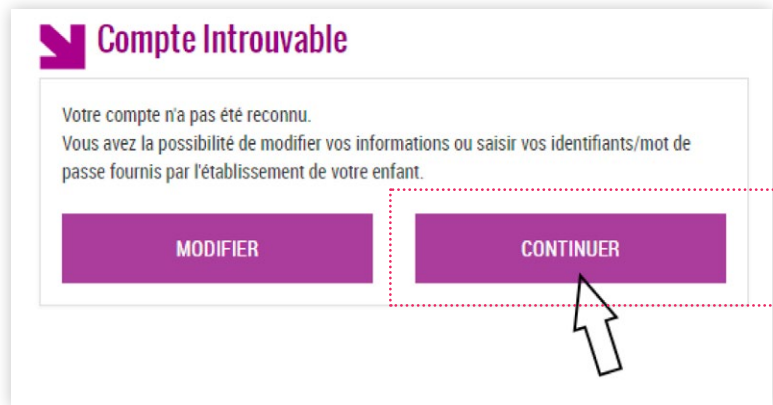 Compte Introuvable
Votre compte n'a pas été reconnu.
Vous avez la possibilité de modifier vos informations ou saisir vos identifiants/mot de
passe fournis par l'établissement de votre enfant.
MODIFIER
CONTINUER